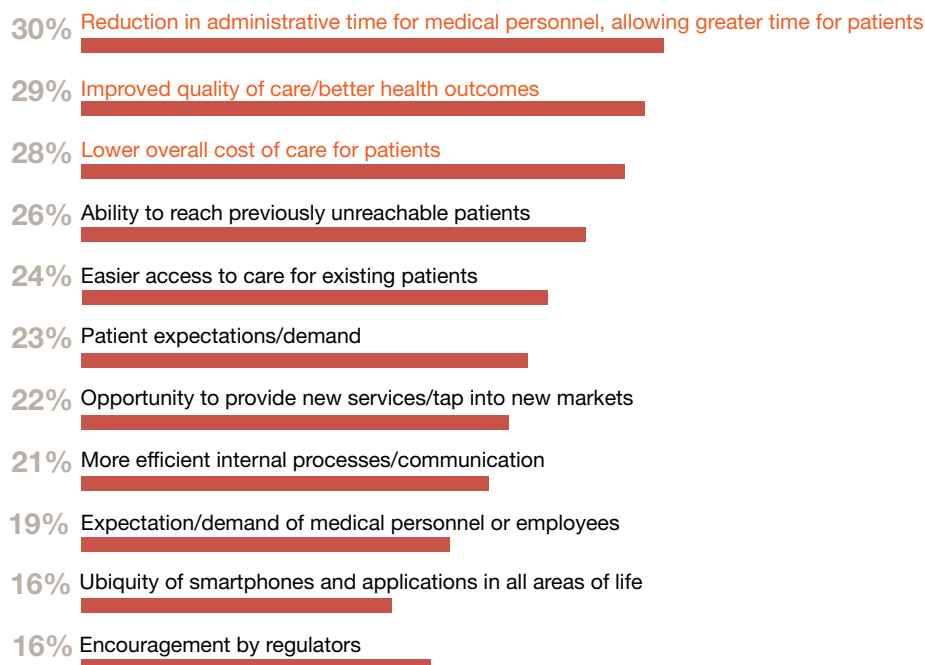 30% Reduction in administrative time for medical personnel, allowing greater time for patients
29% Improved quality of care/better health outcomes
28% Lower overall cost of care for patients
26% Ability to reach previously unreachable patients
24% Easier access to care for existing patients
23% Patient expectations/demand
22% Opportunity to provide new services/tap into new markets
21% More efficient internal processes/communication
19% Expectation/demand of medical personnel or employees
16% Ubiquity of smartphones and applications in all areas of life
16% Encouragement by regulators